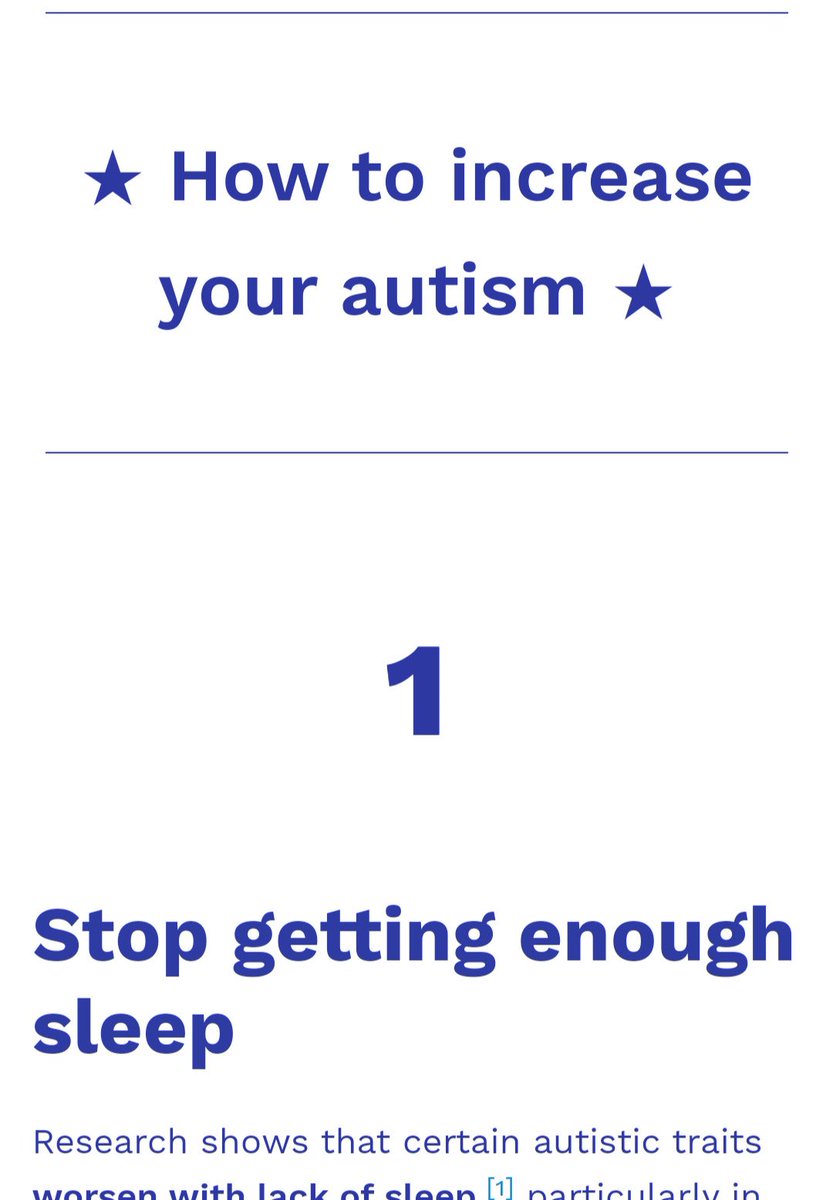 ★ How to increase
your autism ★
1
Stop getting enough
sleep
Research shows that certain autistic traits
worsen with lack of sleep [1] particularly in